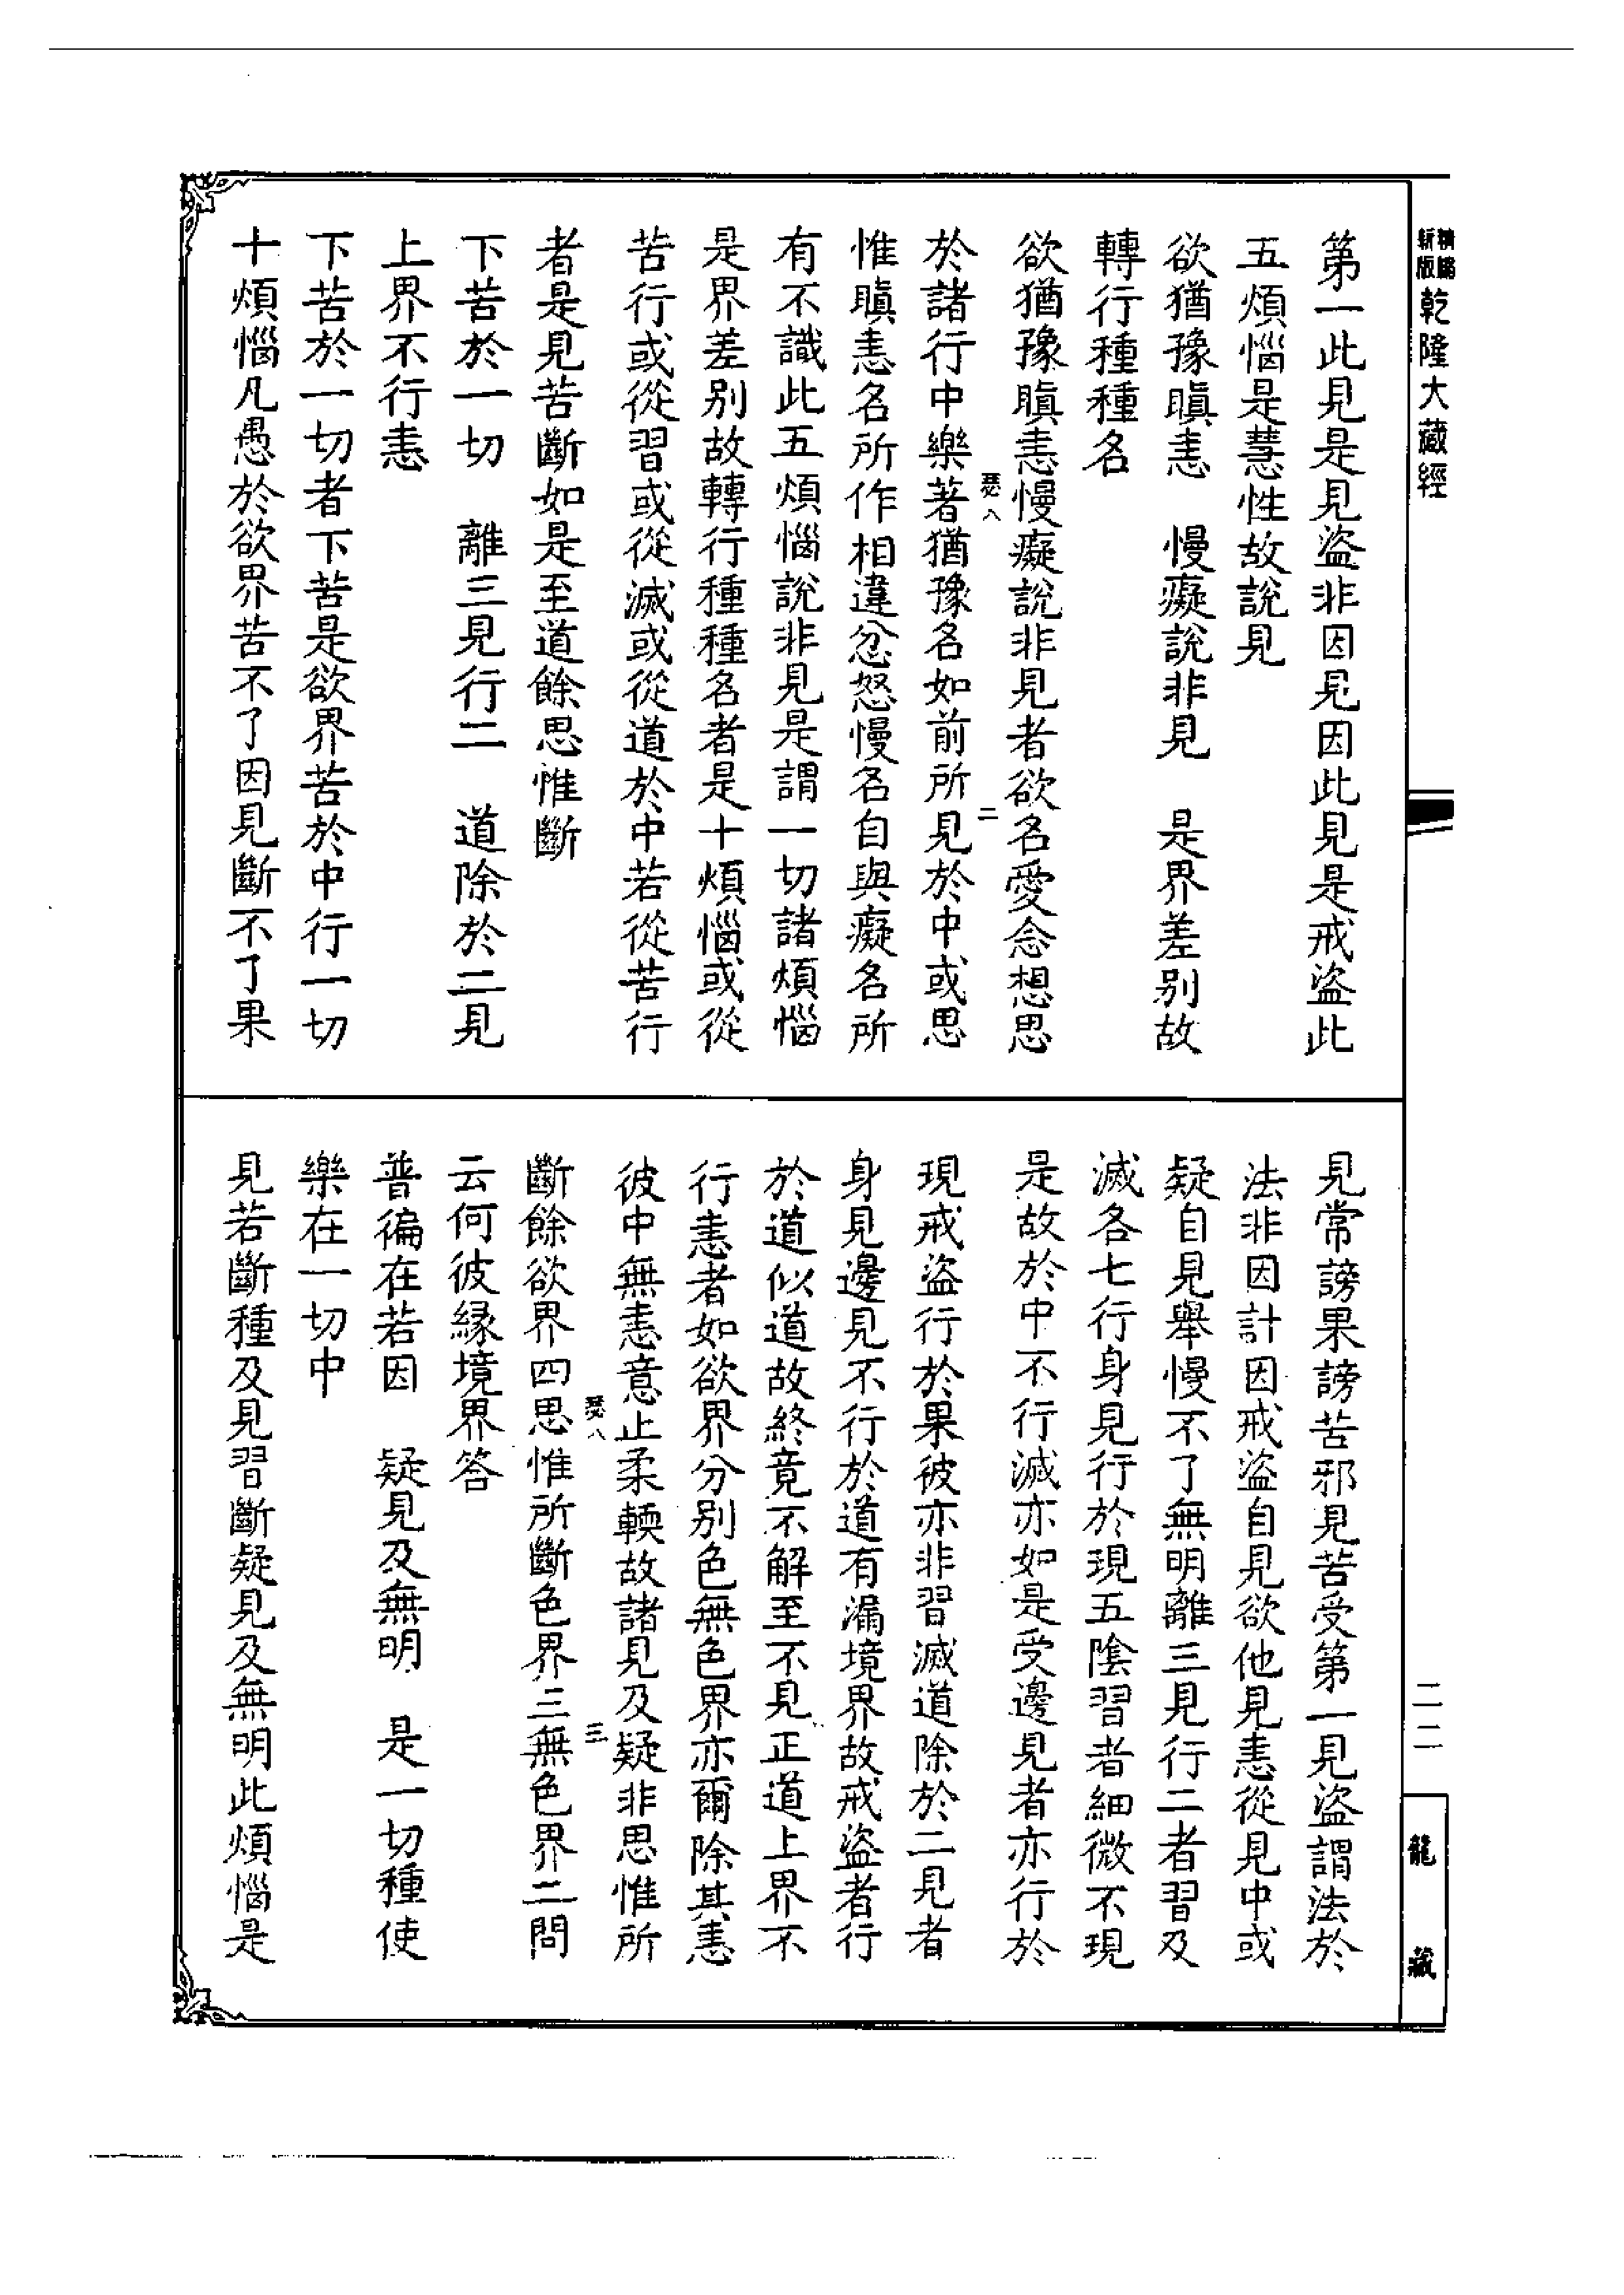 精縮
新版
乾隆大藏經
第一此見是見盜非因見因此見是戒盜此
五煩惱是慧性故說見
欲猶豫瞋恚　慢癡說非見　是界差别故
轉行種種名
欲猶豫瞋恚慢癡說非見者欲名愛念想思
瑟八
二
於諸行中樂著猶豫名如前所見於中或思
惟瞋恚名所作相違忿怒慢名自與癡名所
有不識此五煩惱說非見是謂一切諸煩惱
是界差别故轉行種種名者是十煩惱或從
苦行或從習或從滅或從道於中若從苦行
者是見苦斷如是至道餘思惟斷
下苦於一切　離三見行二　道除於二見
上界不行恚
下苦於一切者下苦是欲界苦於中行一切
十煩惱凡愚於欲界苦不了因見斷不了果
見常謗果謗苦邪見苦受第一見盜謂法於
法非因計因戒盜自見欲他見恚從見中或
疑自見舉慢不了無明離三見行二者習及
滅各七行身見行於現五陰習者細微不現
是故於中不行滅亦如是受邊見者亦行於
現戒盜行於果彼亦非習滅道除於二見者
身見邊見不行於道有漏境界故戒盜者行
於道似道故終竟不解至不見正道上界不
行恚者如欲界分别色無色界亦爾除其恚
彼中無恚意止柔輭故諸見及疑非思惟所
瑟八
三
斷餘欲界四思惟所斷色界三無色界二問
云何彼緣境界答
普徧在若因　疑見及無明　是一切種使
樂在一切中
見若斷種及見習斷疑見及無明此煩惱是
二二
龍藏